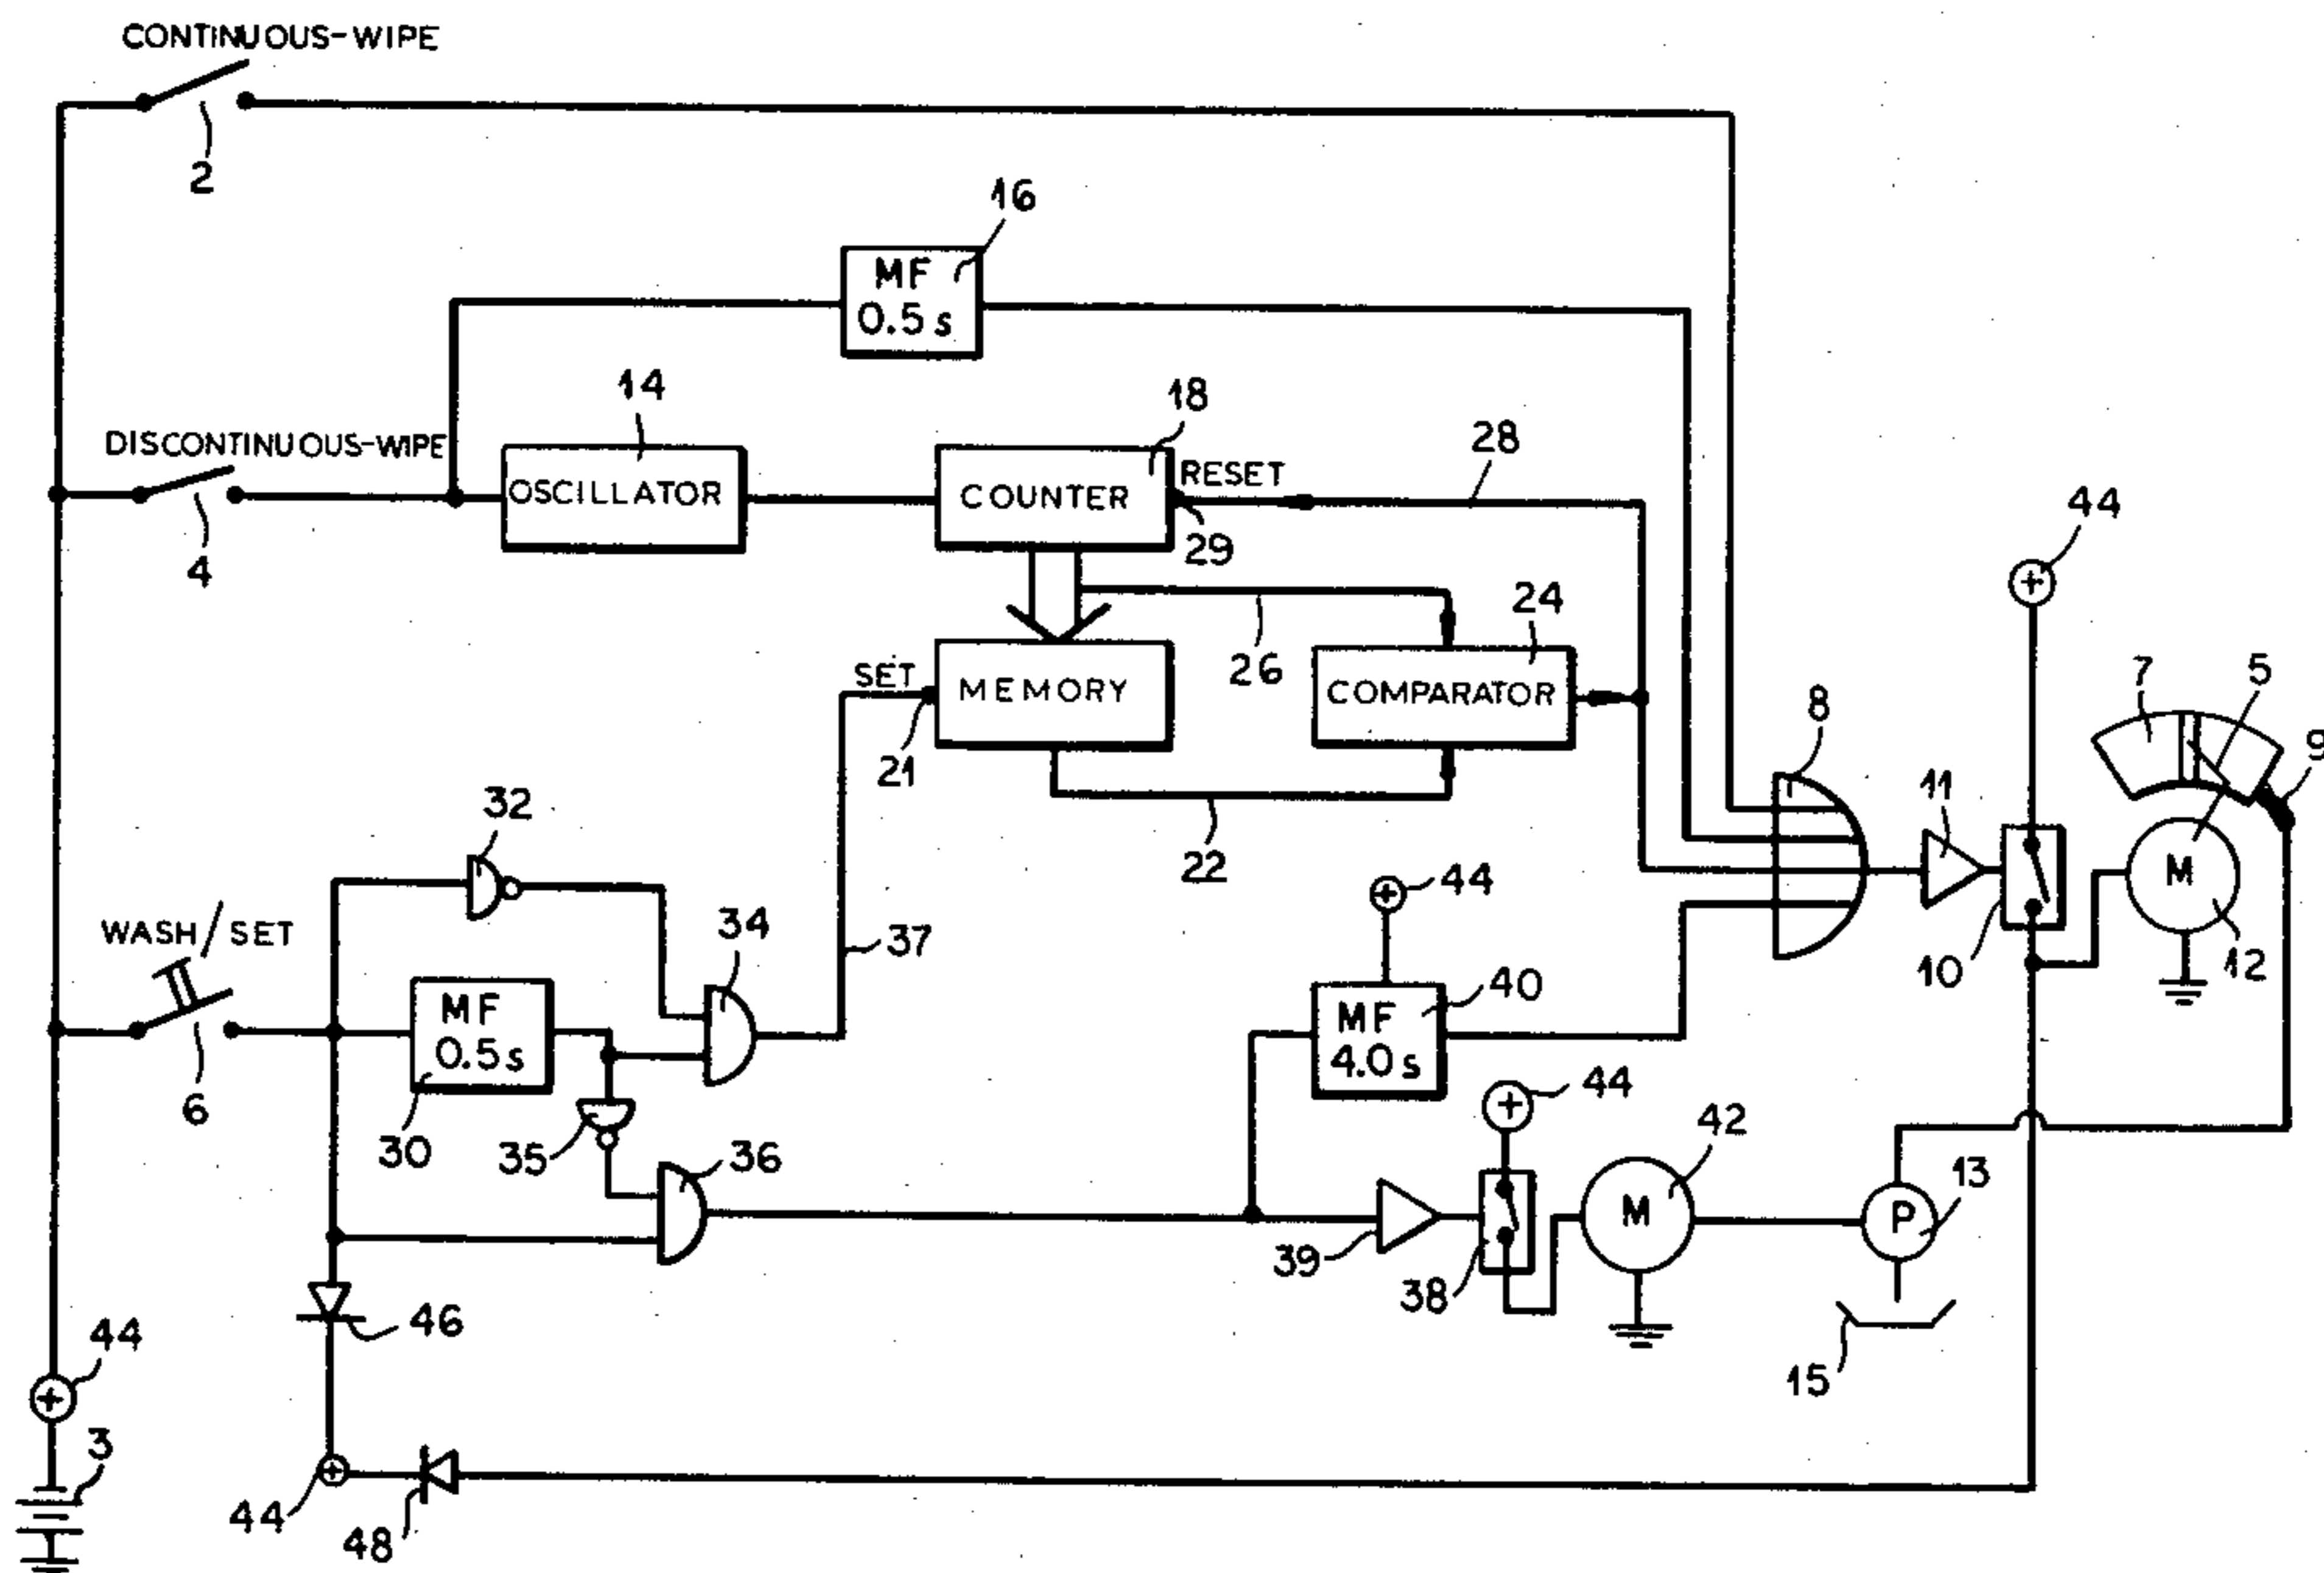 CONTINUOUS-WIPE
2
16
MF
0.5 s
14
18
DISCONTINUOUS-WIPE
OSCILLATOR
COUNTER
RESET
28
29
44
4
24
26
SET
MEMORY
COMPARATOR
21
22
7
5
9
8
11
32
M
44
WASH/SET
34
37
10
12
MF
0.5 s
40
MF
4.0 s
6
30
44
42
35
36
13
M
P
39
38
46
44
15
3
44
48